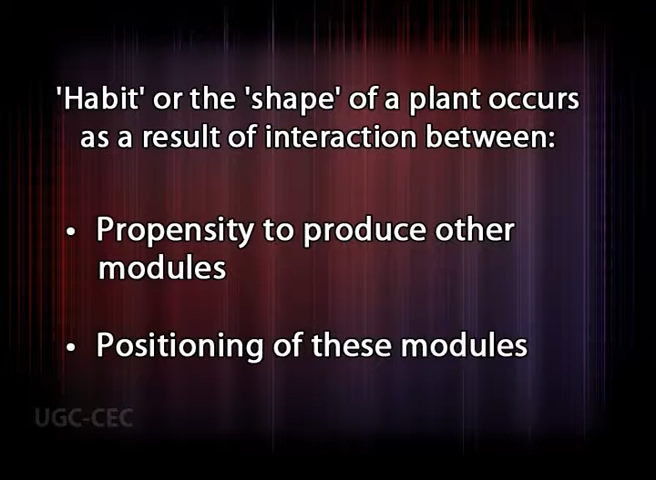 'Habit' or the 'shape' of a plant occurs
as a result of interaction between:
• Propensity to produce other
modules
• Positioning of these modules
UGC-CEC